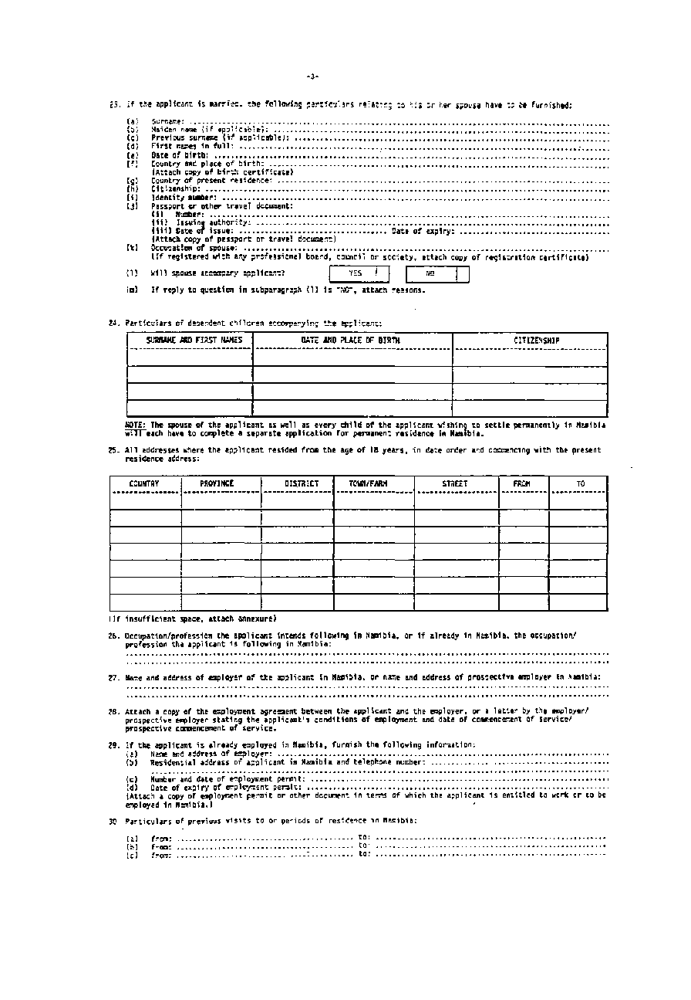 -3-
23. If the applicant is married, the following particulars relating to his or her spouse have to be furnished:
(a) Surname: ..........
(b) Maiden name (if applicable): ..........
(c) Previous surname (if applicable): ..........
(d) First names in full: ..........
(e) Date of birth: ..........
(f) Country and place of birth: ..........
(Attach copy of birth certificate)
(g) Country of present residence: ..........
(h) Citizenship: ..........
(i) Identity number: ..........
(j) Passport or other travel document:
(i) Number: ..........
(ii) Issuing authority: ..........
(iii) Date of issue: .......... Date of expiry: ..........
(Attach copy of passport or travel document)
(k) Occupation of spouse: ..........
(If registered with any professional board, council or society, attach copy of registration certificate)
(l) Will spouse accompany applicant? YES NO
(m) If reply to question in subparagraph (l) is "NO", attach reasons.
24. Particulars of dependent children accompanying the applicant:
SURNAME AND FIRST NAMES DATE AND PLACE OF BIRTH CITIZENSHIP
NOTE: The spouse of the applicant as well as every child of the applicant wishing to settle permanently in Namibia
will each have to complete a separate application for permanent residence in Namibia.
25. All addresses where the applicant resided from the age of 18 years, in date order and commencing with the present
residence address:
COUNTRY PROVINCE DISTRICT TOWN/FARM STREET FROM TO
(If insufficient space, attach annexure)
26. Occupation/profession the applicant intends following in Namibia, or if already in Namibia, the occupation/
profession the applicant is following in Namibia:
..........
..........
27. Name and address of employer of the applicant in Namibia, or name and address of prospective employer in Namibia:
..........
..........
28. Attach a copy of the employment agreement between the applicant and the employer, or a letter by the employer/
prospective employer stating the applicant's conditions of employment and date of commencement of service/
prospective commencement of service.
29. If the applicant is already employed in Namibia, furnish the following information:
(a) Name and address of employer: ..........
(b) Residential address of applicant in Namibia and telephone number: ..........
..........
(c) Number and date of employment permit: ..........
(d) Date of expiry of employment permit: ..........
(Attach a copy of employment permit or other document in terms of which the applicant is entitled to work or to be
employed in Namibia.)
30 Particulars of previous visits to or periods of residence in Namibia:
(a) from: .......... to: ..........
(b) from: .......... to: ..........
(c) from: .......... to: ..........